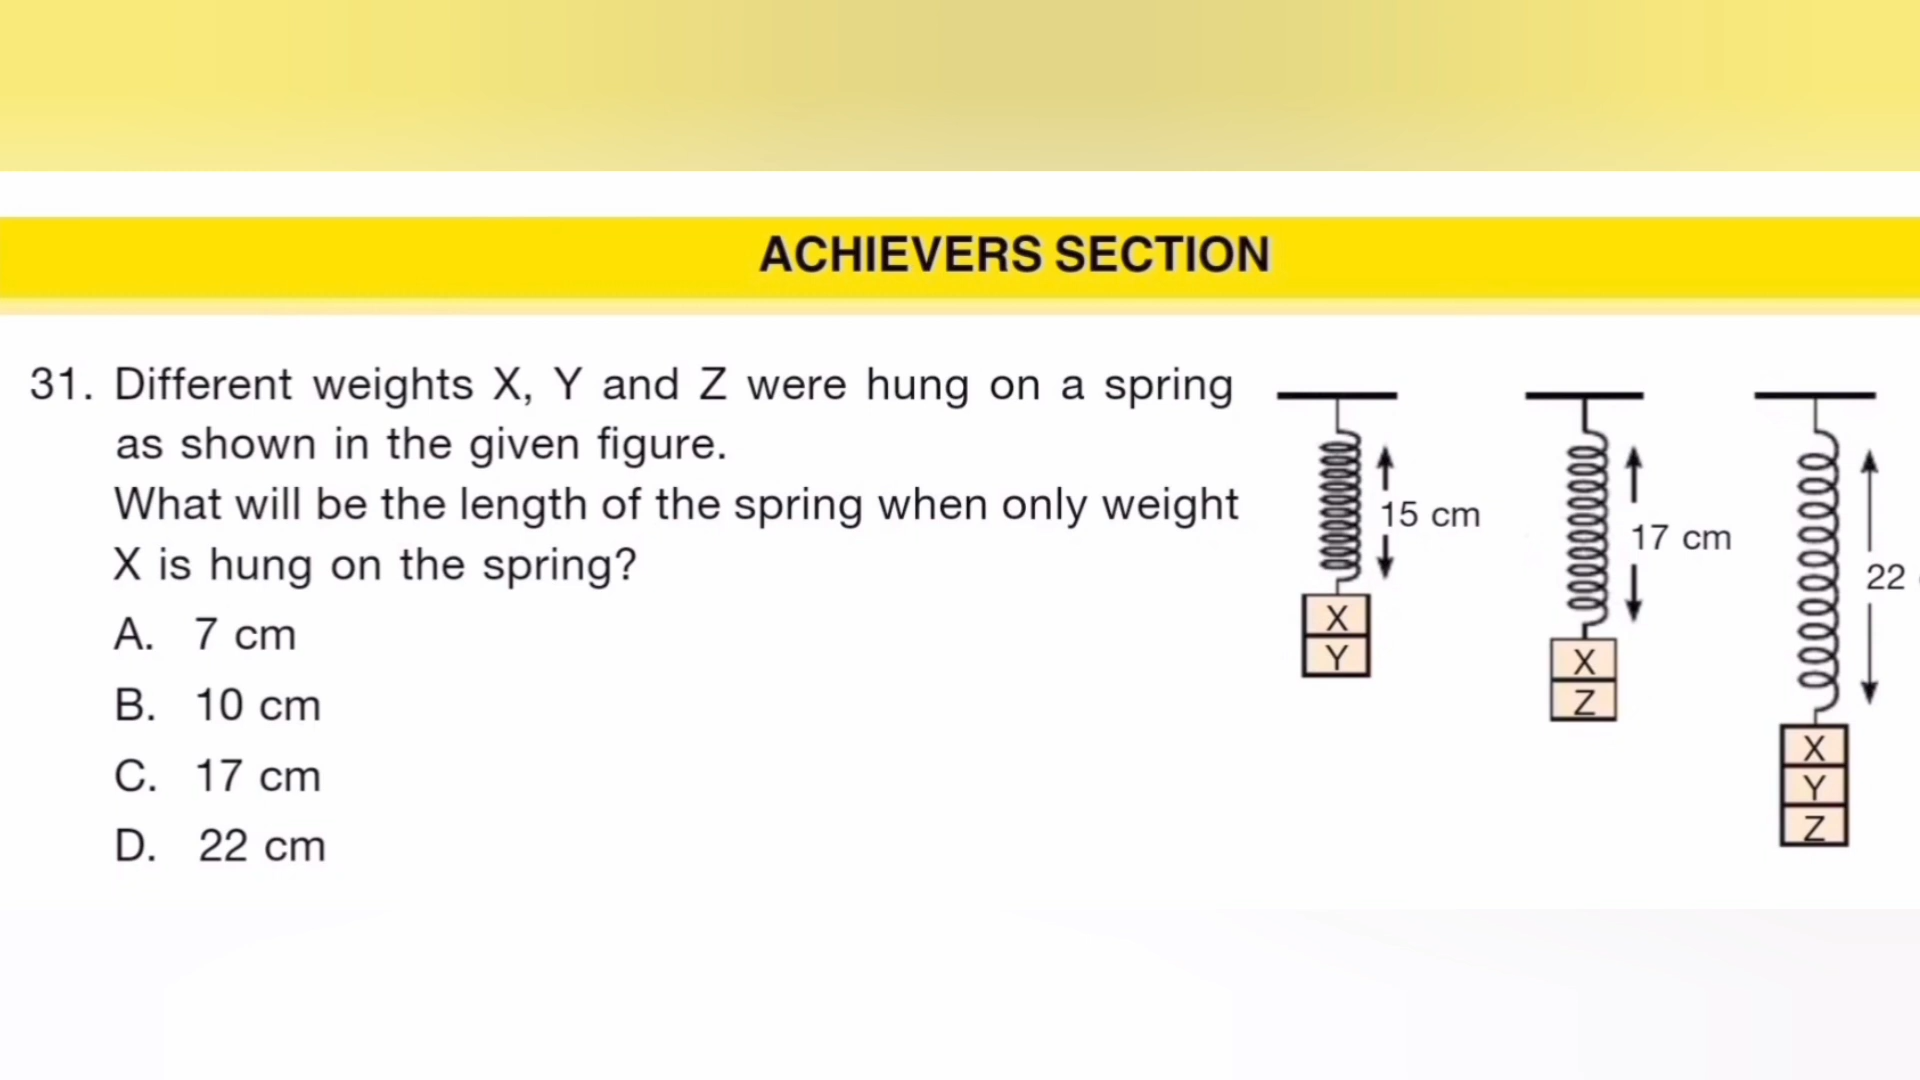 ACHIEVERS SECTION
31. Different weights X, Y and Z were hung on a spring
as shown in the given figure.
What will be the length of the spring when only weight
X is hung on the spring?
A. 7 cm
B. 10 cm
C. 17 cm
D. 22 cm
15 cm
X
Y
17 cm
X
Z
22
X
Y
Z